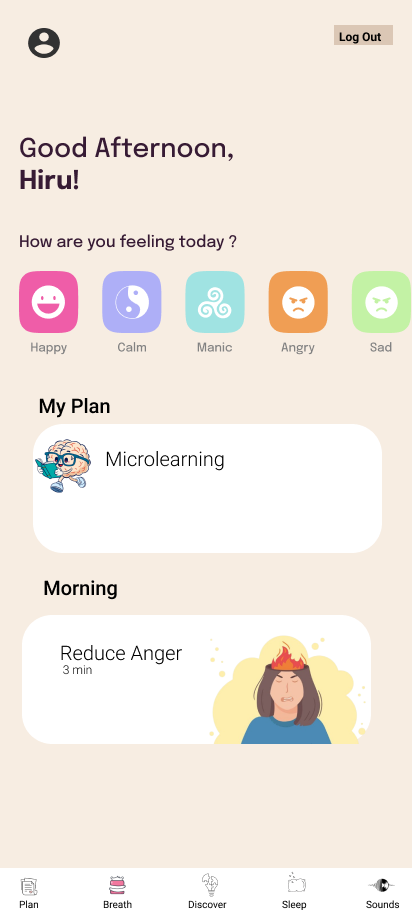 Log Out
Good Afternoon,
Hiru!
How are you feeling today ?
Happy Calm Manic Angry Sad
My Plan
Microlearning
Morning
Reduce Anger
3 min
Plan Breath Discover Sleep Sounds